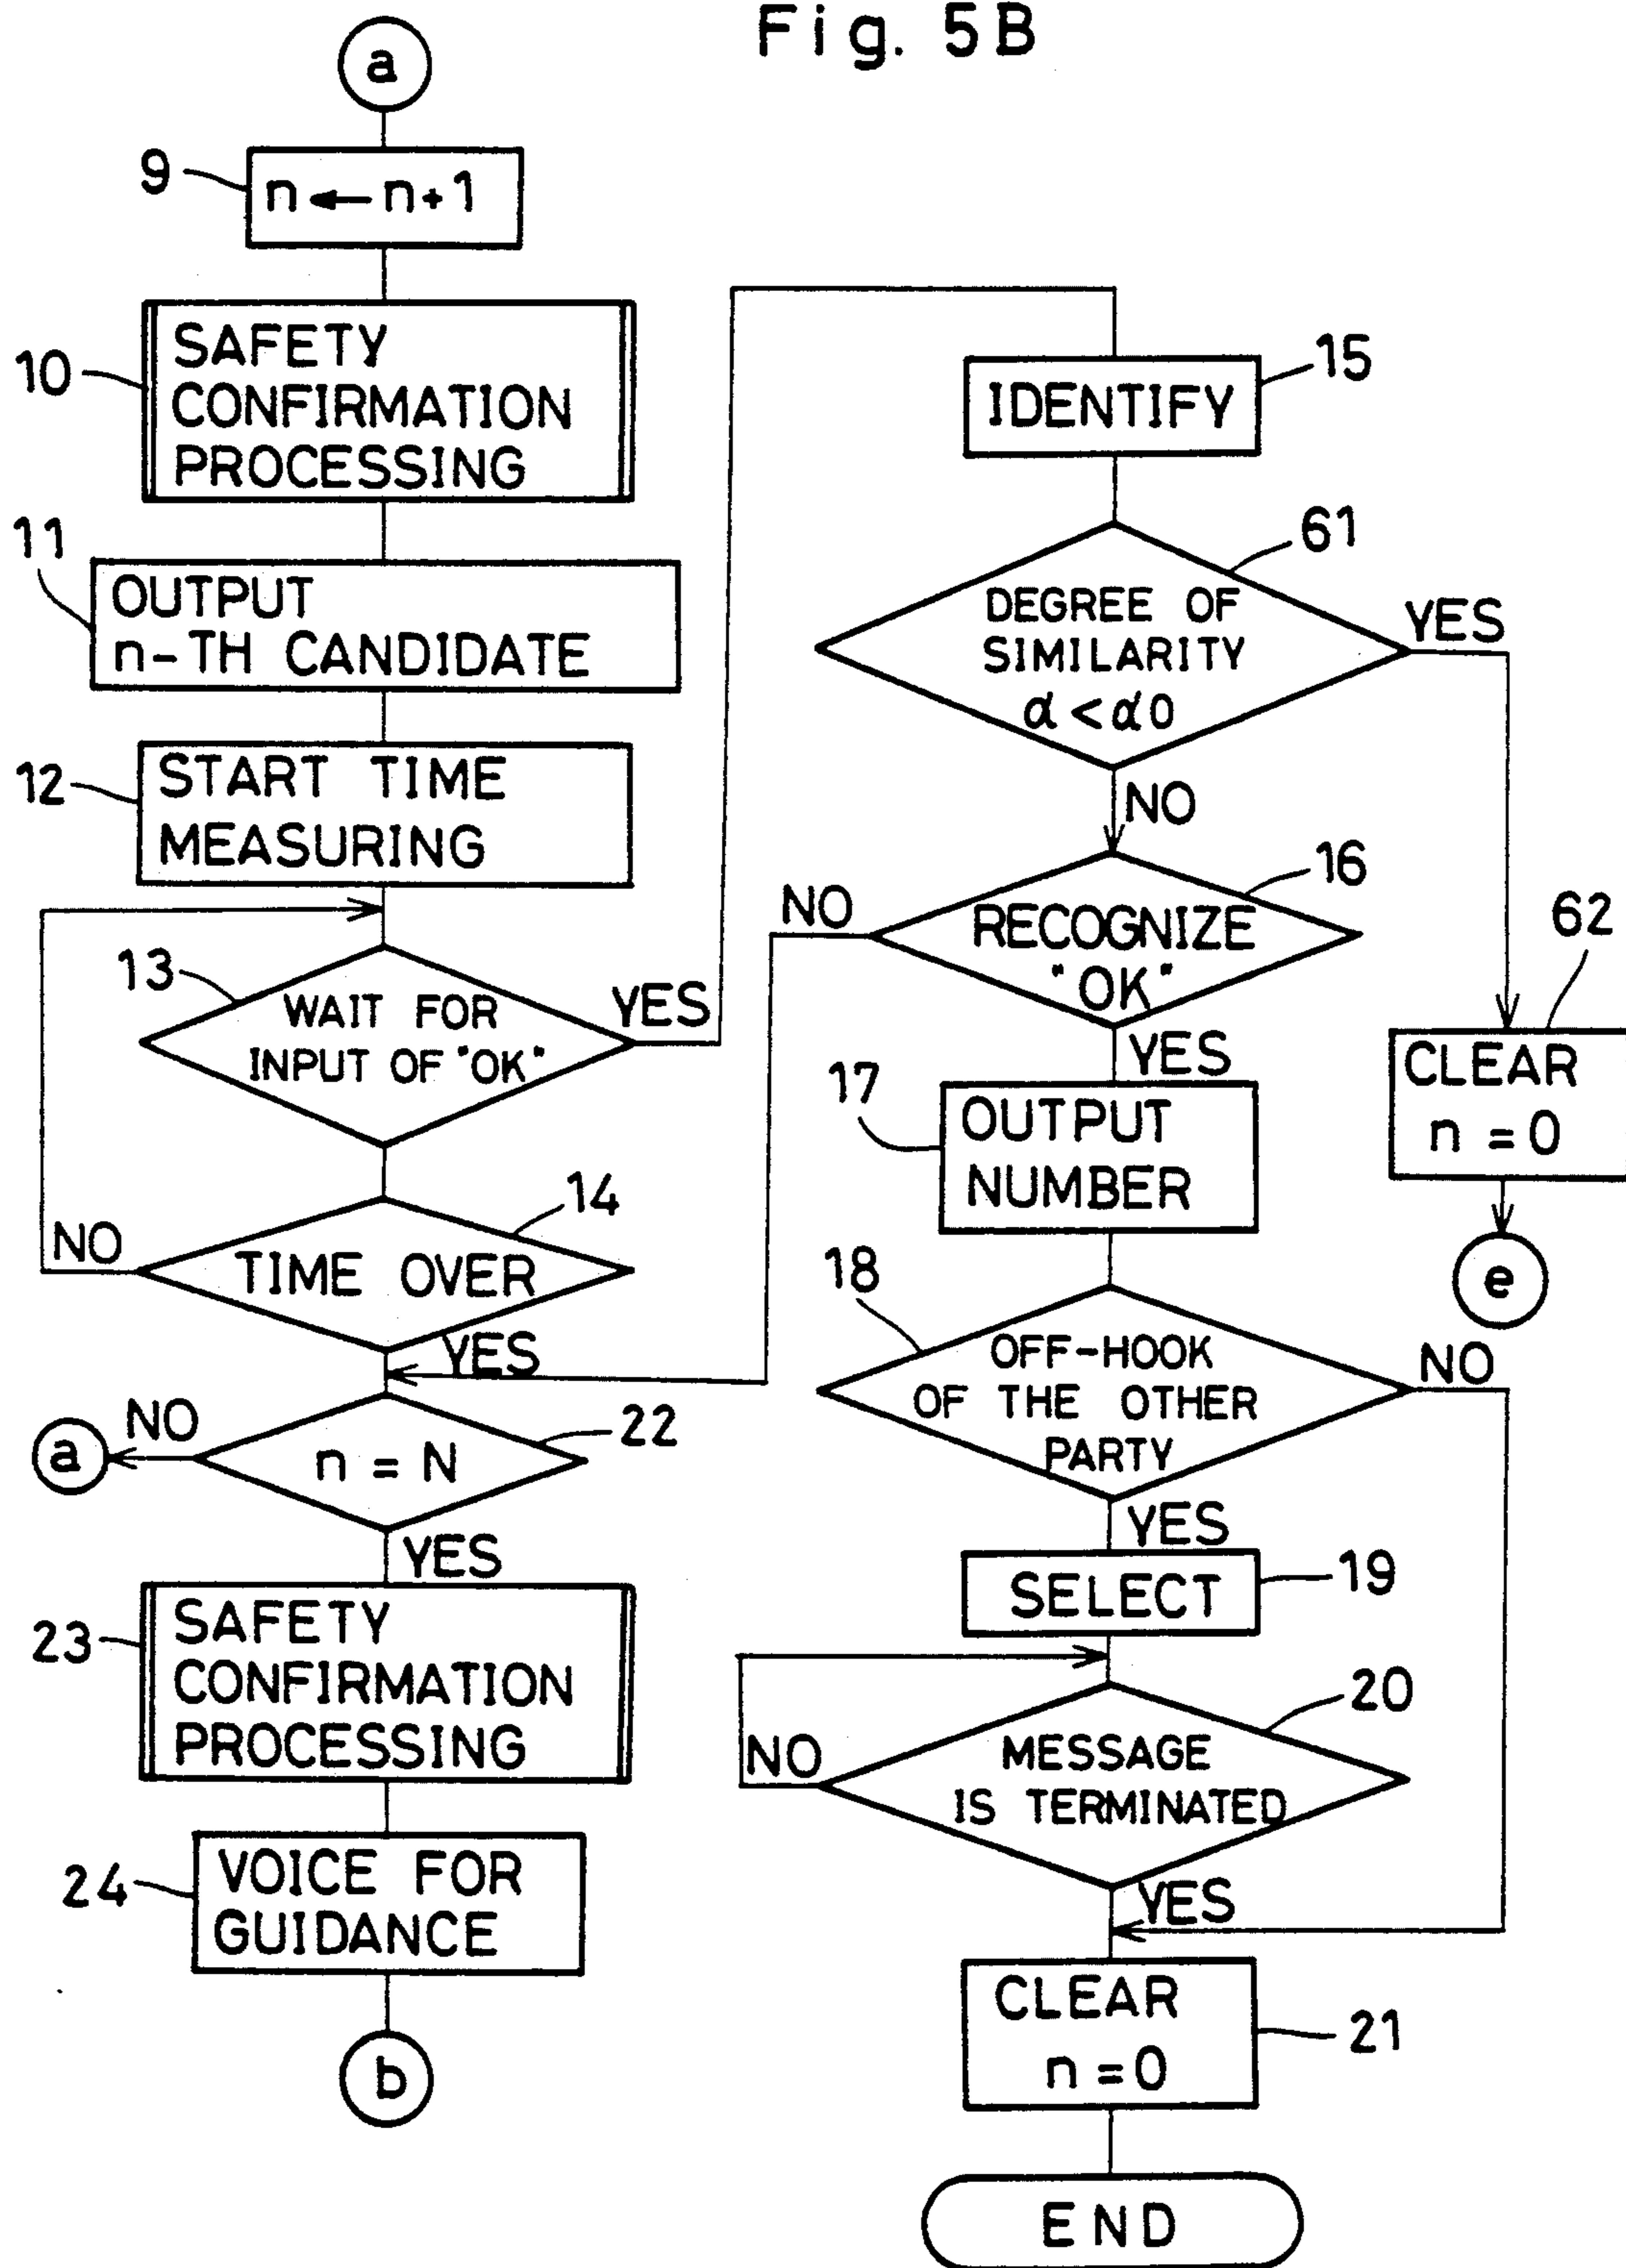 Fig. 5B
a
9
n ← n+1
10
SAFETY
CONFIRMATION
PROCESSING
11
OUTPUT
n-TH CANDIDATE
12
START TIME
MEASURING
13
WAIT FOR
INPUT OF "OK"
YES
14
TIME OVER
NO
YES
22
n = N
NO
a
YES
23
SAFETY
CONFIRMATION
PROCESSING
24
VOICE FOR
GUIDANCE
b
15
IDENTIFY
61
DEGREE OF
SIMILARITY
α < α0
YES
NO
16
RECOGNIZE
"OK"
NO
YES
62
CLEAR
n = 0
e
17
OUTPUT
NUMBER
18
OFF-HOOK
OF THE OTHER
PARTY
NO
YES
19
SELECT
20
MESSAGE
IS TERMINATED
NO
YES
21
CLEAR
n = 0
END